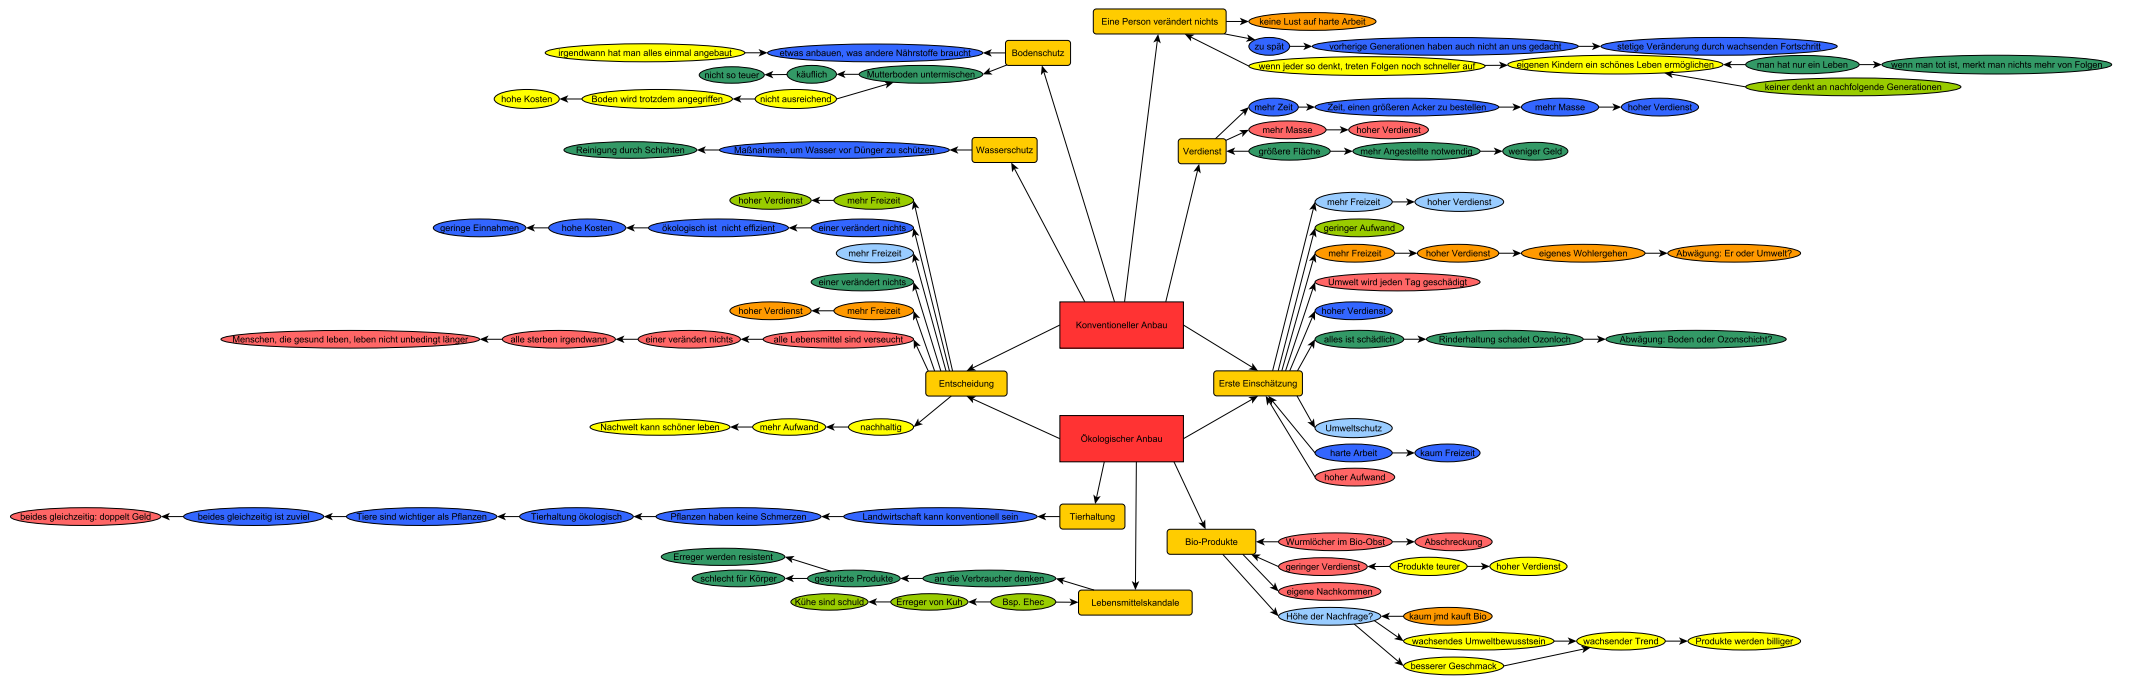 Eine Person verändert nichts
keine Lust auf harte Arbeit
zu spät
vorherige Generationen haben auch nicht an uns gedacht
stetige Veränderung durch wachsenden Fortschritt
wenn jeder so denkt, treten Folgen noch schneller auf
eigenen Kindern ein schönes Leben ermöglichen
man hat nur ein Leben
wenn man tot ist, merkt man nichts mehr von Folgen
keiner denkt an nachfolgende Generationen
irgendwann hat man alles einmal angebaut
etwas anbauen, was andere Nährstoffe braucht
Bodenschutz
nicht so teuer
käuflich
Mutterboden untermischen
hohe Kosten
Boden wird trotzdem angegriffen
nicht ausreichend
mehr Zeit
Zeit, einen größeren Acker zu bestellen
mehr Masse
hoher Verdienst
mehr Masse
hoher Verdienst
Verdienst
größere Fläche
mehr Angestellte notwendig
weniger Geld
Reinigung durch Schichten
Maßnahmen, um Wasser vor Dünger zu schützen
Wasserschutz
hoher Verdienst
mehr Freizeit
geringe Einnahmen
hohe Kosten
ökologisch ist  nicht effizient
einer verändert nichts
mehr Freizeit
einer verändert nichts
hoher Verdienst
mehr Freizeit
Menschen, die gesund leben, leben nicht unbedingt länger
alle sterben irgendwann
einer verändert nichts
alle Lebensmittel sind verseucht
Entscheidung
Nachwelt kann schöner leben
mehr Aufwand
nachhaltig
Konventioneller Anbau
Ökologischer Anbau
mehr Freizeit
hoher Verdienst
geringer Aufwand
mehr Freizeit
hoher Verdienst
eigenes Wohlergehen
Abwägung: Er oder Umwelt?
Umwelt wird jeden Tag geschädigt
hoher Verdienst
alles ist schädlich
Rinderhaltung schadet Ozonloch
Abwägung: Boden oder Ozonschicht?
Erste Einschätzung
Umweltschutz
harte Arbeit
kaum Freizeit
hoher Aufwand
beides gleichzeitig: doppelt Geld
beides gleichzeitig ist zuviel
Tiere sind wichtiger als Pflanzen
Tierhaltung ökologisch
Pflanzen haben keine Schmerzen
Landwirtschaft kann konventionell sein
Tierhaltung
Erreger werden resistent
schlecht für Körper
gespritzte Produkte
an die Verbraucher denken
Kühe sind schuld
Erreger von Kuh
Bsp. Ehec
Lebensmittelskandale
Bio-Produkte
Wurmlöcher im Bio-Obst
Abschreckung
geringer Verdienst
Produkte teurer
hoher Verdienst
eigene Nachkommen
Höhe der Nachfrage?
kaum jmd kauft Bio
wachsendes Umweltbewusstsein
wachsender Trend
Produkte werden billiger
besserer Geschmack